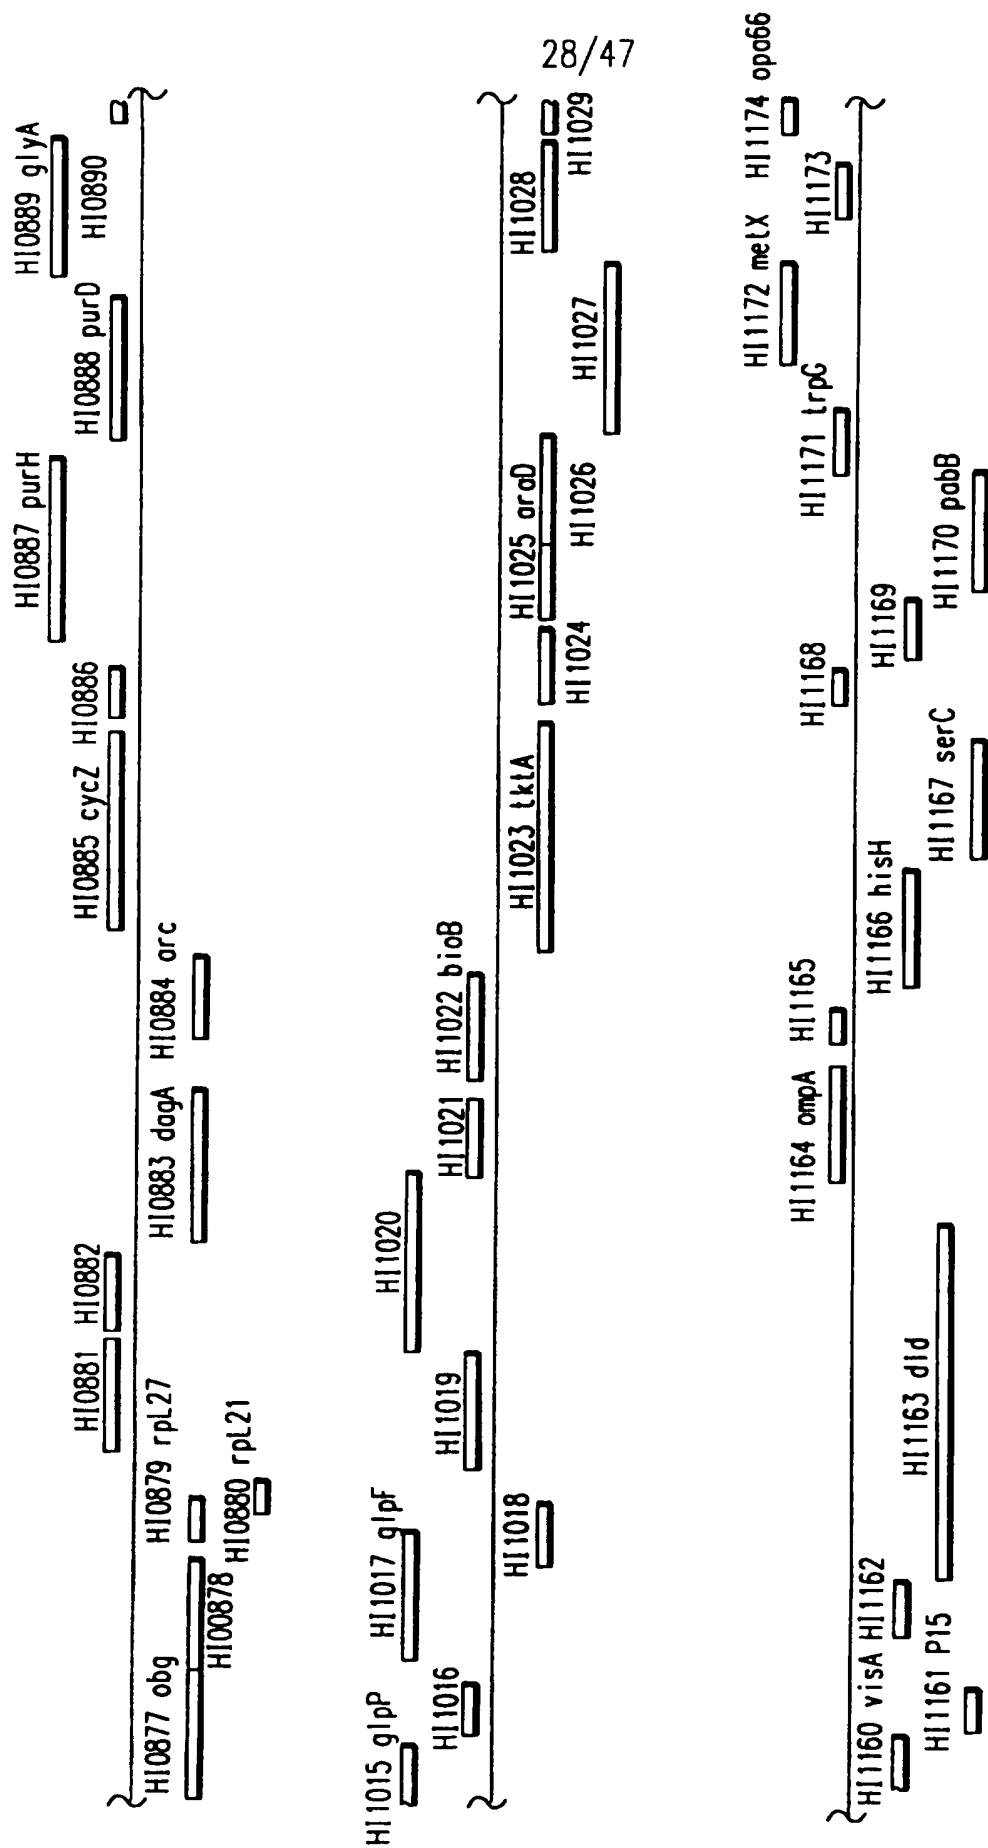 28/47
HI0877 obg
HI00878
HI0879 rpL27
HI0880 rpL21
HI0881
HI0882
HI0883 dagA
HI0884 arc
HI0885 cycZ
HI0886
HI0887 purH
HI0888 purD
HI0889 glyA
HI0890
HI1015 glpP
HI1016
HI1017 glpF
HI1018
HI1019
HI1020
HI1021
HI1022 bioB
HI1023 tktA
HI1024
HI1025 araD
HI1026
HI1027
HI1028
HI1029
HI1160 visA
HI1161 P15
HI1162
HI1163 dld
HI1164 ompA
HI1165
HI1166 hisH
HI1167 serC
HI1168
HI1169
HI1170 pabB
HI1171 trpG
HI1172 metX
HI1173
HI1174 opa66